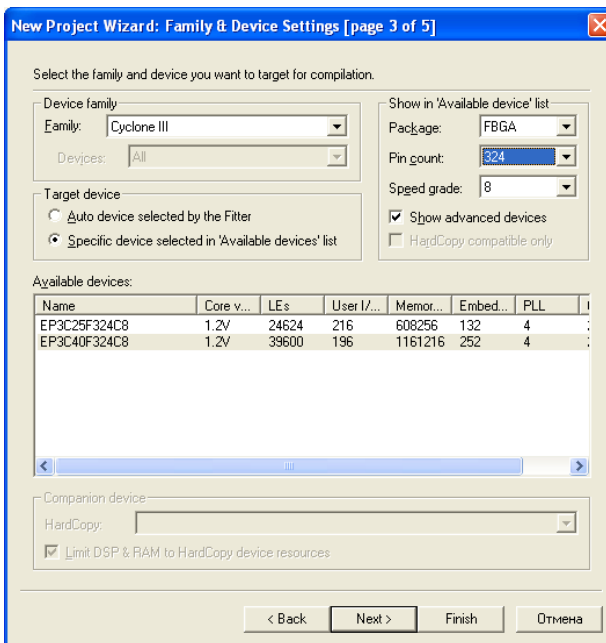 New Project Wizard: Family & Device Settings [page 3 of 5]
Select the family and device you want to target for compilation.
Device family
Family: Cyclone III
Devices: All
Show in 'Available device' list
Package: FBGA
Pin count: 324
Speed grade: 8
Show advanced devices
HardCopy compatible only
Target device
Auto device selected by the Fitter
Specific device selected in 'Available devices' list
Available devices:
Name Core v... LEs User I/... Memor... Embed... PLL
EP3C25F324C8 1.2V 24624 216 608256 132 4
EP3C40F324C8 1.2V 39600 196 1161216 252 4
Companion device
HardCopy:
Limit DSP & RAM to HardCopy device resources
< Back Next > Finish Отмена